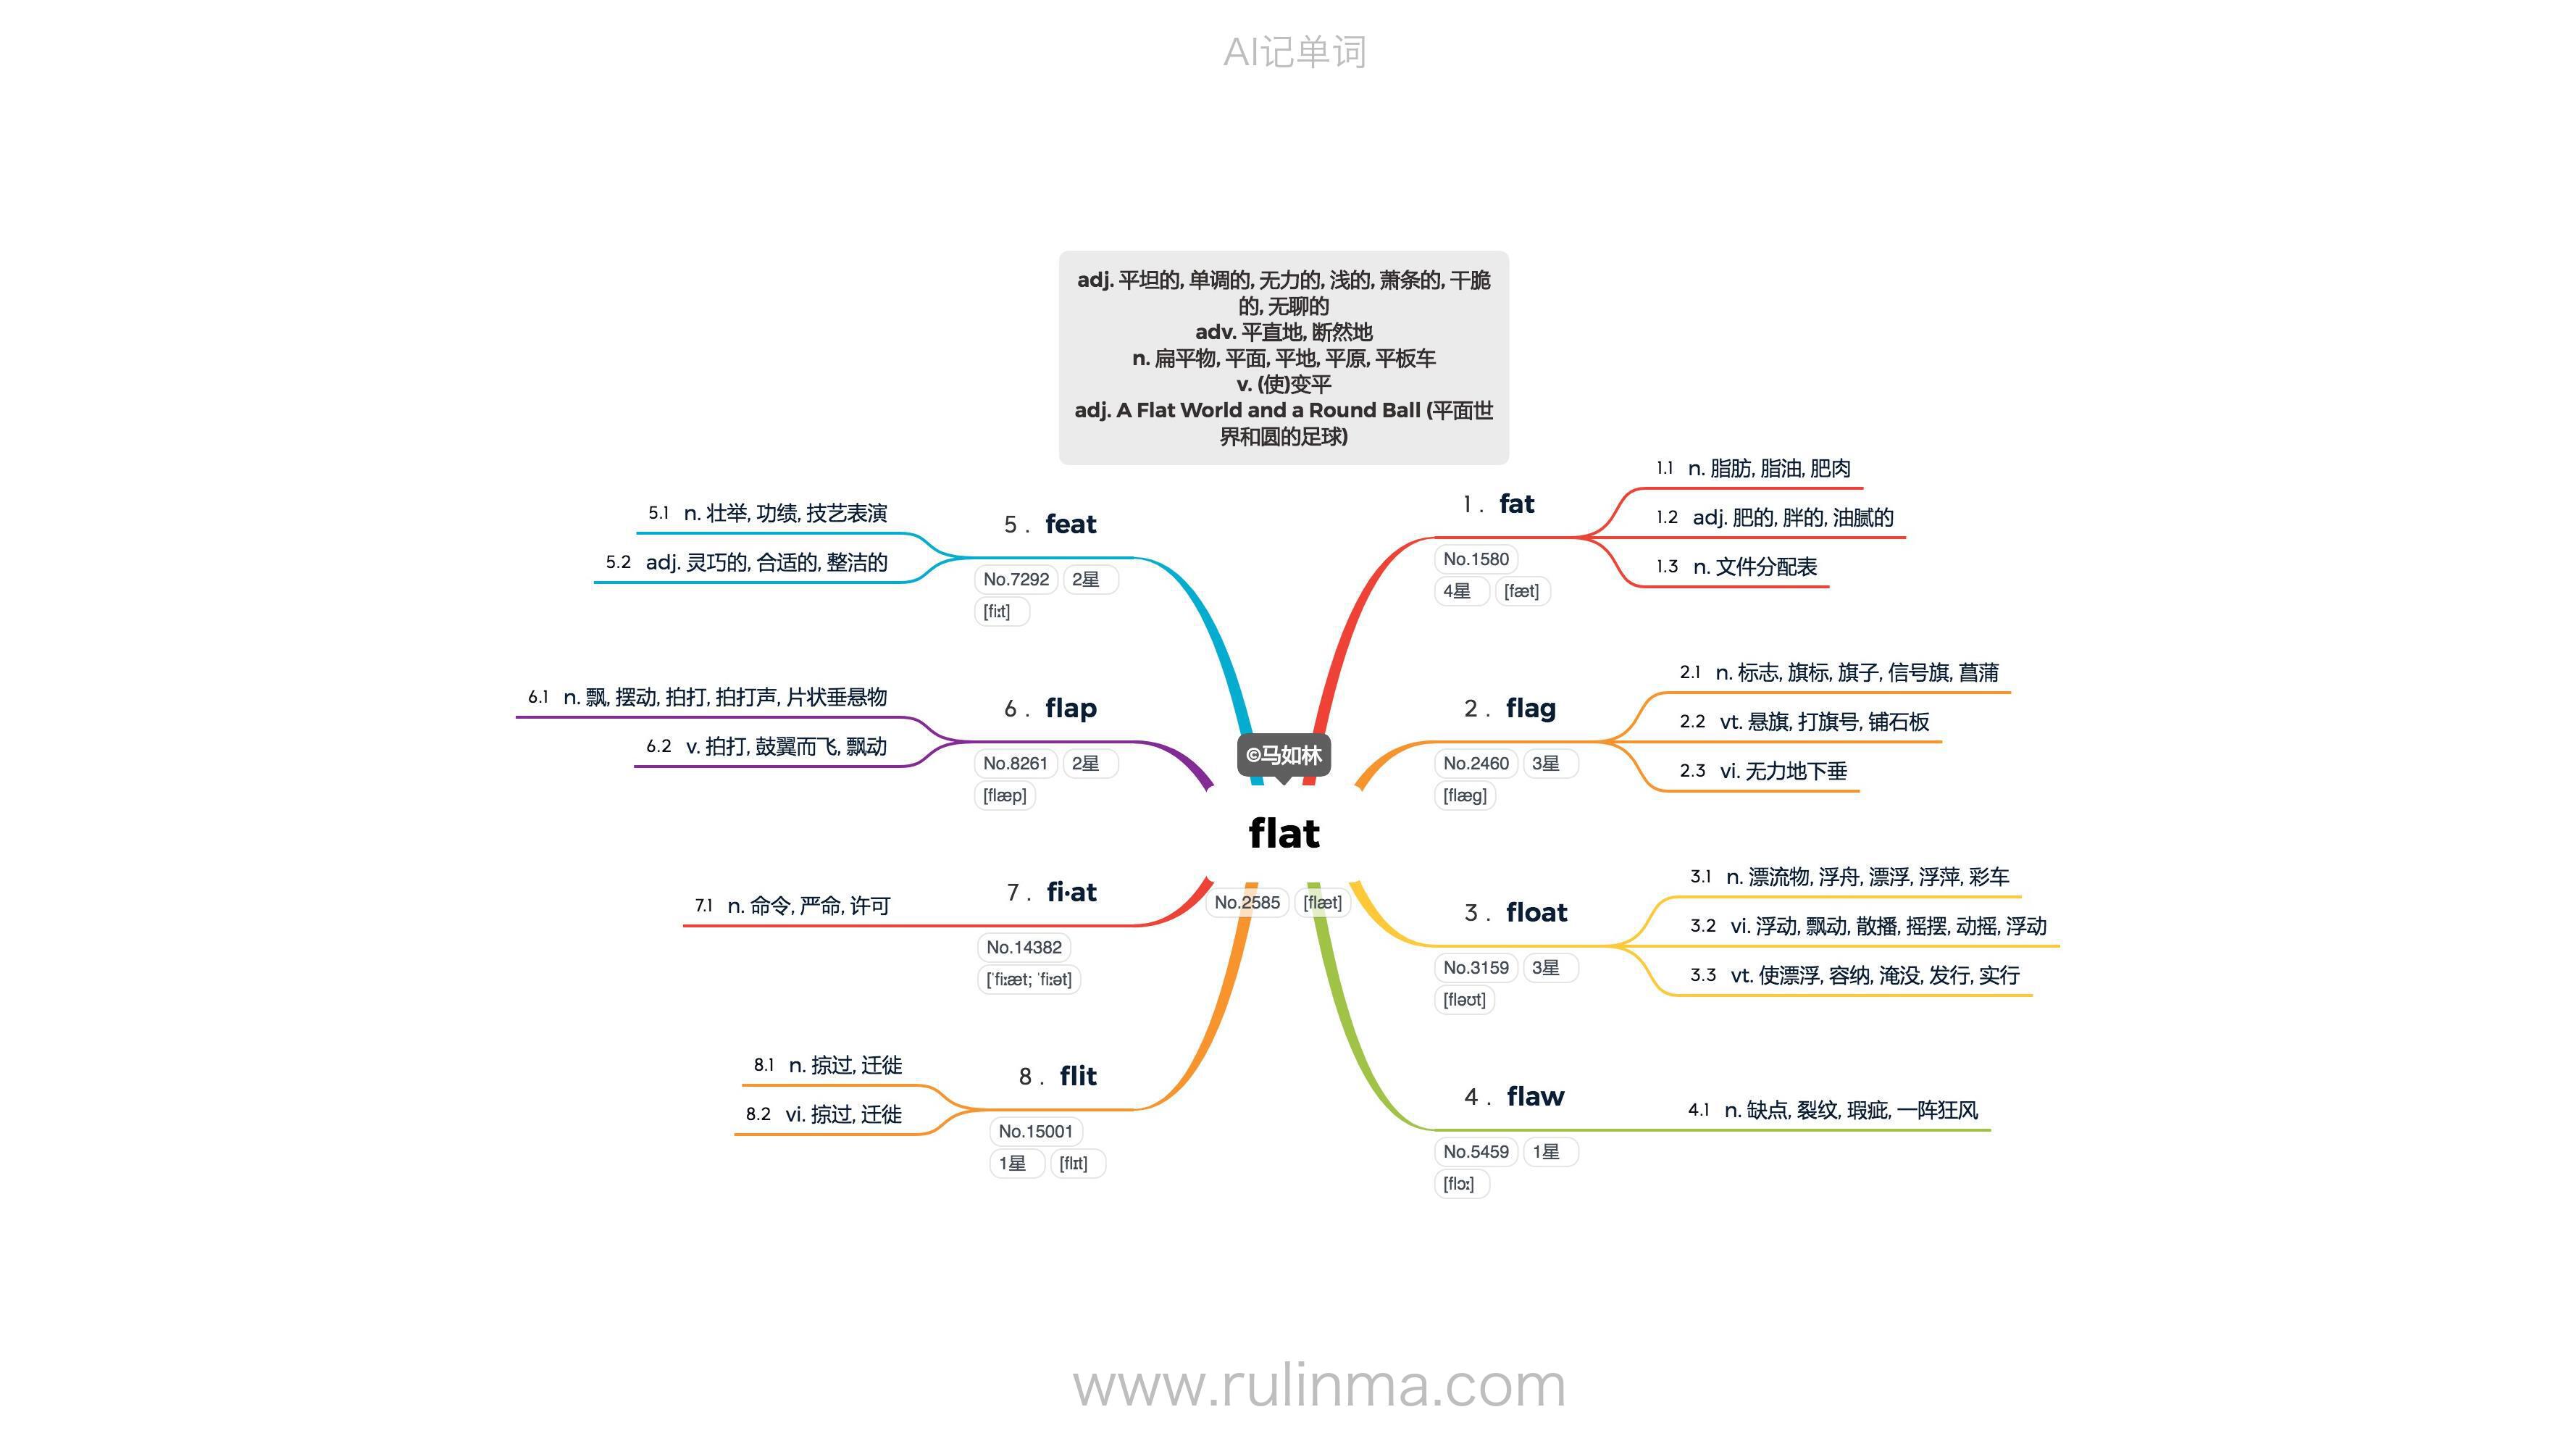 AI记单词
adj. 平坦的, 单调的, 无力的, 浅的, 萧条的, 干脆
的, 无聊的
adv. 平直地, 断然地
n. 扁平物, 平面, 平地, 平原, 平板车
v. (使)变平
adj. A Flat World and a Round Ball (平面世
界和圆的足球)
©马如林
flat
No.2585 [flæt]
1. fat
No.1580
4星 [fæt]
1.1 n. 脂肪, 脂油, 肥肉
1.2 adj. 肥的, 胖的, 油腻的
1.3 n. 文件分配表
2. flag
No.2460 3星
[flæg]
2.1 n. 标志, 旗标, 旗子, 信号旗, 菖蒲
2.2 vt. 悬旗, 打旗号, 铺石板
2.3 vi. 无力地下垂
3. float
No.3159 3星
[fləʊt]
3.1 n. 漂流物, 浮舟, 漂浮, 浮萍, 彩车
3.2 vi. 浮动, 飘动, 散播, 摇摆, 动摇, 浮动
3.3 vt. 使漂浮, 容纳, 淹没, 发行, 实行
4. flaw
No.5459 1星
[flɔː]
4.1 n. 缺点, 裂纹, 瑕疵, 一阵狂风
5. feat
No.7292 2星
[fiːt]
5.1 n. 壮举, 功绩, 技艺表演
5.2 adj. 灵巧的, 合适的, 整洁的
6. flap
No.8261 2星
[flæp]
6.1 n. 飘, 摆动, 拍打, 拍打声, 片状垂悬物
6.2 v. 拍打, 鼓翼而飞, 飘动
7. fi·at
No.14382
[ˈfiːæt; ˈfiːət]
7.1 n. 命令, 严命, 许可
8. flit
No.15001
1星 [flɪt]
8.1 n. 掠过, 迁徙
8.2 vi. 掠过, 迁徙
www.rulinma.com